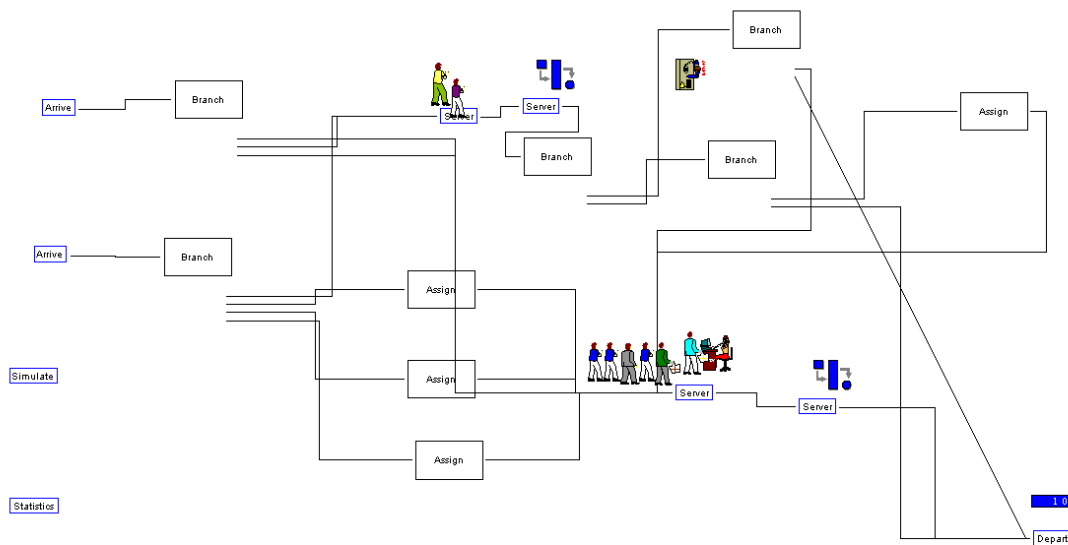 Branch
Arrive
Branch
Server
Server
Assign
Branch
Branch
Arrive
Branch
Assign
Simulate
Assign
Server
Server
Assign
Statistics
1 0
Depart